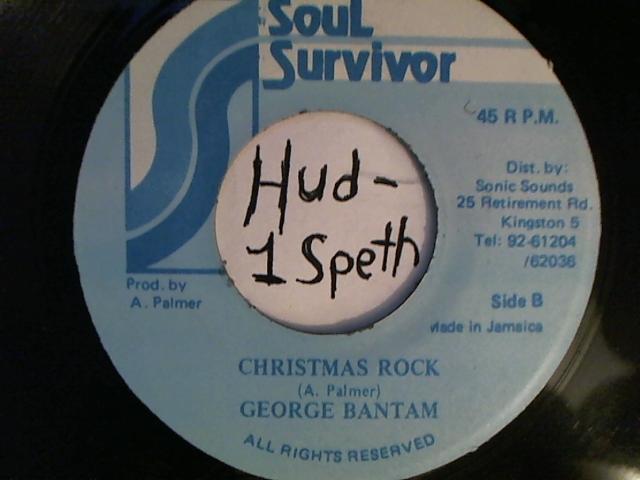 Soul
Survivor
45 R P.M.
Hud-
1 Speth
Dist. by:
Sonic Sounds
25 Retirement Rd.
Kingston 5
Tel: 92-61204
/62036
Prod. by
A. Palmer
Side B
Made in Jamaica
CHRISTMAS ROCK
(A. Palmer)
GEORGE BANTAM
ALL RIGHTS RESERVED